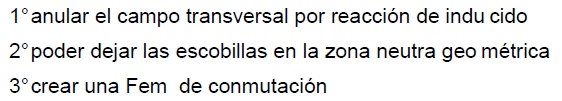 1°anular el campo transversal por reacción de indu cido
2°poder dejar las escobillas en la zona neutra geo métrica
3°crear una Fem de conmutación